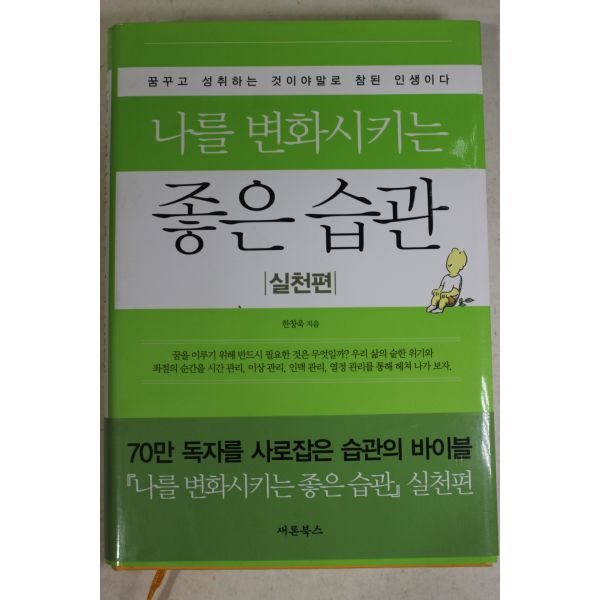 꿈꾸고 성취하는 것이야말로 참된 인생이다
나를 변화시키는
좋은 습관
|실천편|
한창욱 지음
꿈을 이루기 위해 반드시 필요한 것은 무엇일까? 우리 삶의 숱한 위기와
좌절의 순간을 시간 관리, 이상 관리, 인맥 관리, 열정 관리를 통해 헤쳐 나가 보자.
70만 독자를 사로잡은 습관의 바이블
『나를 변화시키는 좋은 습관』 실천편
새론북스